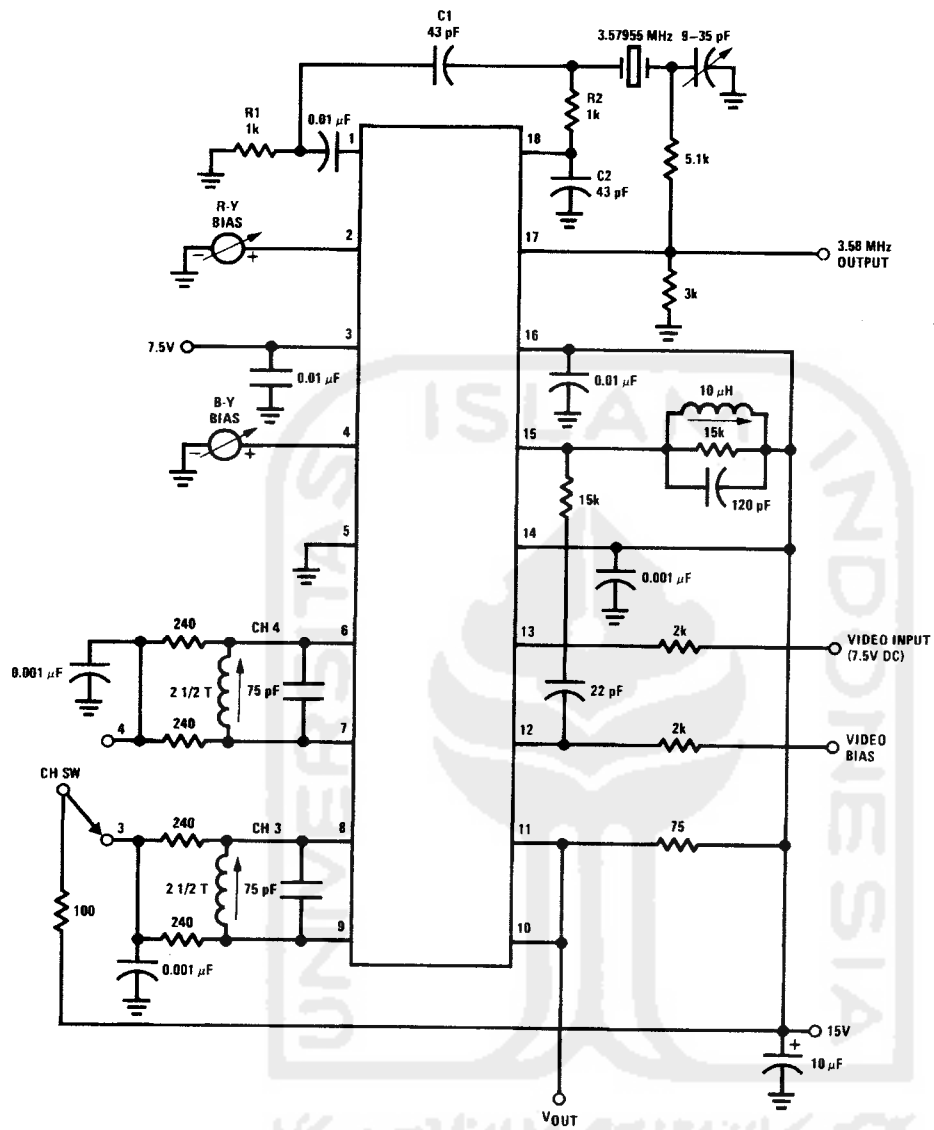 C1
43 pF
3.57955 MHz
9–35 pF
R1
1k
0.01 µF
1
18
R2
1k
5.1k
C2
43 pF
R-Y
BIAS
– +
2
17
3.58 MHz
OUTPUT
3k
7.5V
3
16
0.01 µF
0.01 µF
10 µH
15k
120 pF
B-Y
BIAS
– +
4
15
15k
5
14
0.001 µF
240
CH 4
6
13
2k
VIDEO INPUT
(7.5V DC)
0.001 µF
2 1/2 T
75 pF
22 pF
4
240
7
12
2k
VIDEO
BIAS
CH SW
3
240
CH 3
8
11
75
2 1/2 T
75 pF
100
240
9
10
0.001 µF
15V
+
10 µF
VOUT
UNIVERSITAS
ISLAM
INDONESIA